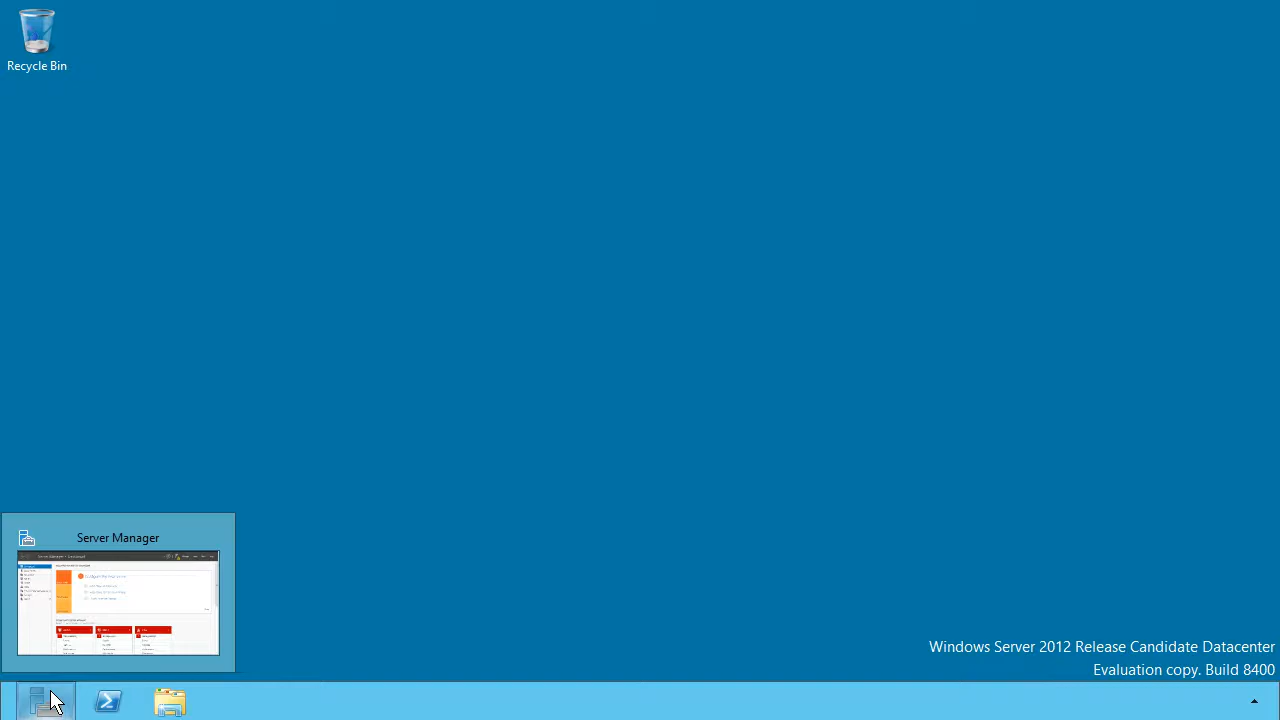 Recycle Bin
Server Manager
Windows Server 2012 Release Candidate Datacenter
Evaluation copy. Build 8400